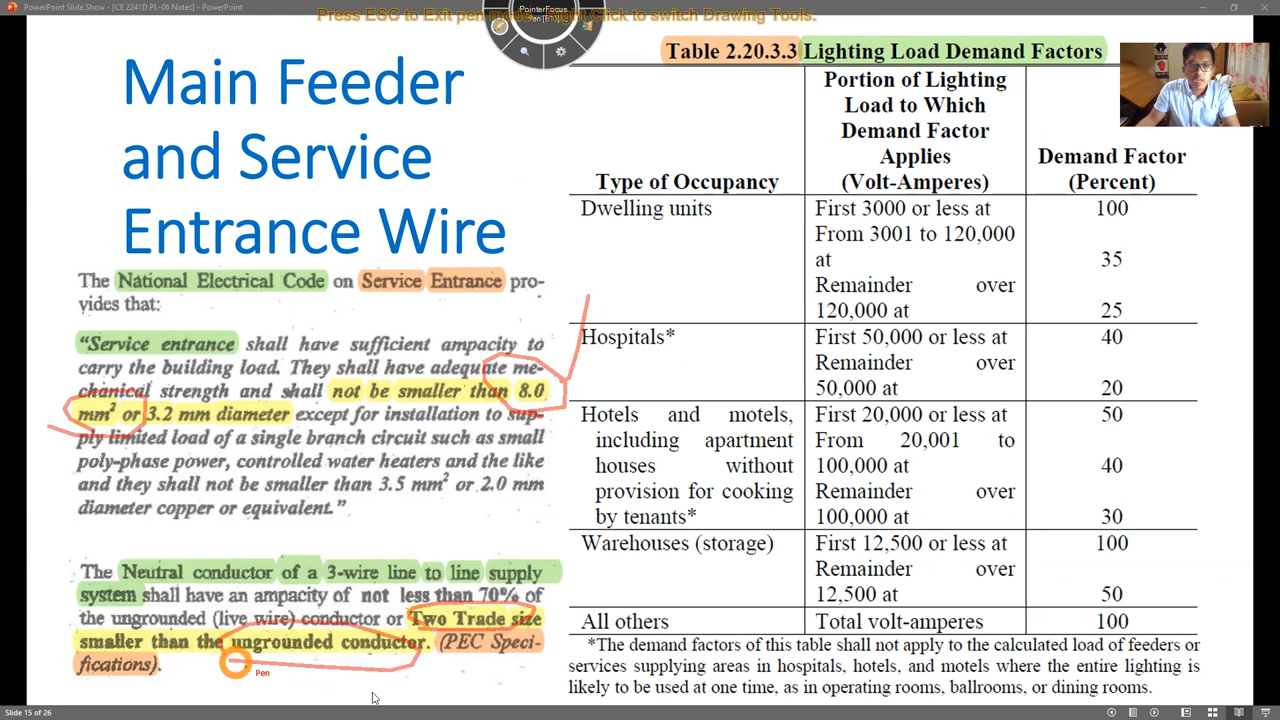 PowerPoint Slide Show - [CE 2241D PL-06 Notes] - PowerPoint
Press ESC to Exit pen mode, Right Click to switch Drawing Tools.
PointerFocus
Main Feeder
and Service
Entrance Wire
The National Electrical Code on Service Entrance pro-
vides that:
“Service entrance shall have sufficient ampacity to
carry the building load. They shall have adequate me-
chanical strength and shall not be smaller than 8.0
mm² or 3.2 mm diameter except for installation to sup-
ply limited load of a single branch circuit such as small
poly-phase power, controlled water heaters and the like
and they shall not be smaller than 3.5 mm² or 2.0 mm
diameter copper or equivalent.”
The Neutral conductor of a 3-wire line to line supply
system shall have an ampacity of not less than 70% of
the ungrounded (live wire) conductor or Two Trade size
smaller than the ungrounded conductor. (PEC Speci-
fications).
Pen
Table 2.20.3.3 Lighting Load Demand Factors
Type of Occupancy
Portion of Lighting
Load to Which
Demand Factor
Applies
(Volt-Amperes)
Demand Factor
(Percent)
Dwelling units
First 3000 or less at
100
From 3001 to 120,000
at
35
Remainder over
120,000 at
25
Hospitals*
First 50,000 or less at
40
Remainder over
50,000 at
20
Hotels and motels,
including apartment
houses without
provision for cooking
by tenants*
First 20,000 or less at
50
From 20,001 to
100,000 at
40
Remainder over
100,000 at
30
Warehouses (storage)
First 12,500 or less at
100
Remainder over
12,500 at
50
All others
Total volt-amperes
100
*The demand factors of this table shall not apply to the calculated load of feeders or
services supplying areas in hospitals, hotels, and motels where the entire lighting is
likely to be used at one time, as in operating rooms, ballrooms, or dining rooms.
Slide 15 of 26